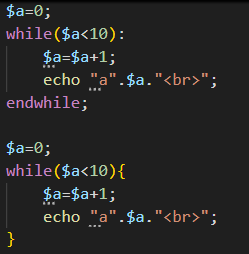 $a=0;
while($a<10):
    $a=$a+1;
    echo "a".$a."<br>";
endwhile;

$a=0;
while($a<10){
    $a=$a+1;
    echo "a".$a."<br>";
}